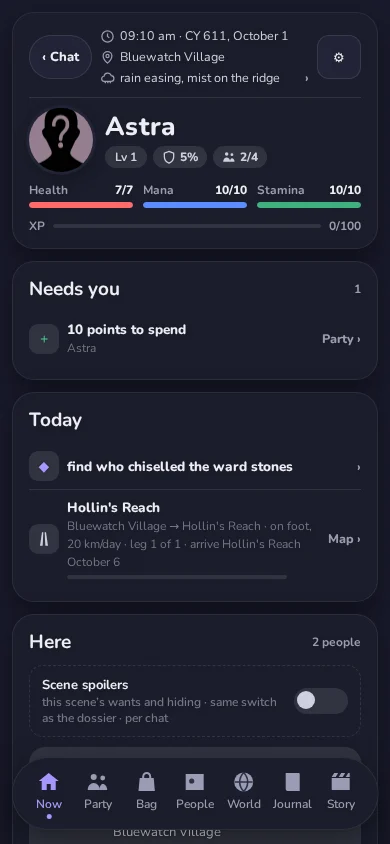 ‹ Chat
09:10 am · CY 611, October 1
Bluewatch Village
rain easing, mist on the ridge ›
Astra
Lv 1
5%
2/4
Health 7/7
Mana 10/10
Stamina 10/10
XP 0/100
Needs you 1
+
10 points to spend
Astra
Party ›
Today
find who chiselled the ward stones ›
Hollin's Reach
Bluewatch Village → Hollin's Reach · on foot,
20 km/day · leg 1 of 1 · arrive Hollin's Reach
October 6
Map ›
Here 2 people
Scene spoilers
this scene's wants and hiding · same switch
as the dossier · per chat
Now
Party
Bag
People
World
Journal
Story
Bluewatch Village